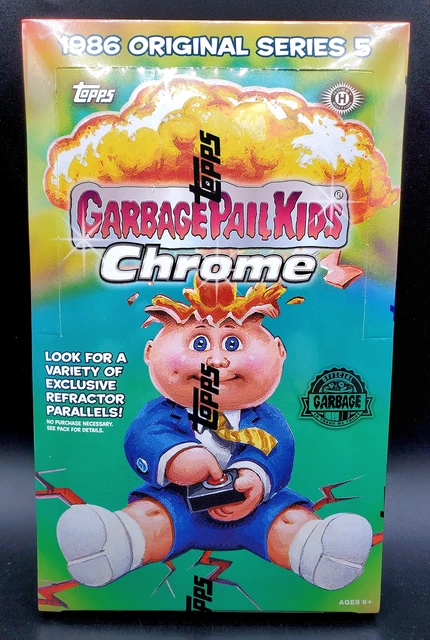 1986 ORIGINAL SERIES 5
topps
H
topps
GARBAGE PAIL KIDS®
Chrome
LOOK FOR A
VARIETY OF
EXCLUSIVE
REFRACTOR
PARALLELS!
NO PURCHASE NECESSARY.
SEE PACK FOR DETAILS.
topps
GARBAGE
topps
AGES 6+